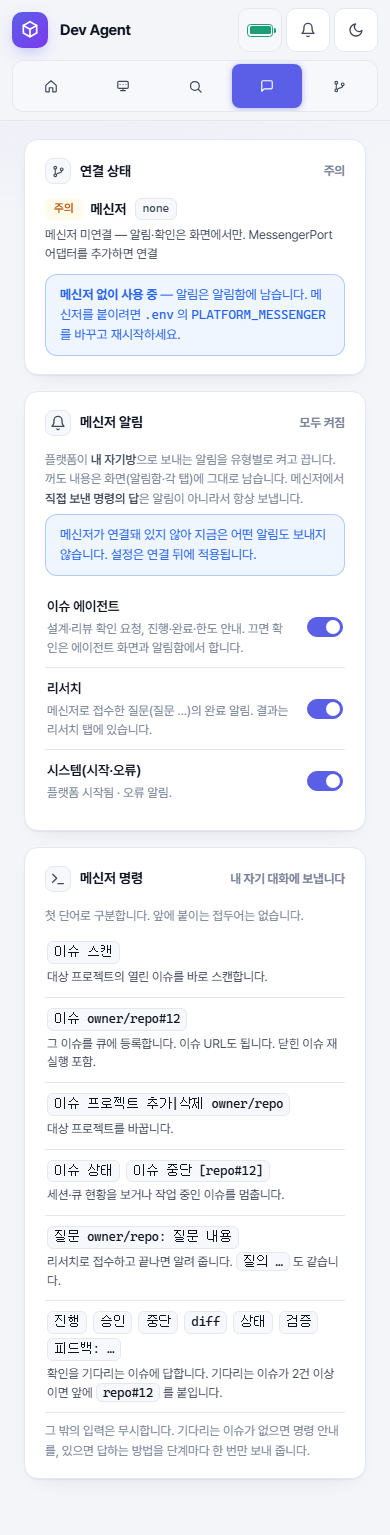 Dev Agent
연결 상태
주의
주의 메신저 none
메신저 미연결 — 알림·확인은 화면에서만. MessengerPort
어댑터를 추가하면 연결
메신저 없이 사용 중 — 알림은 알림함에 남습니다. 메
신저를 붙이려면 .env 의 PLATFORM_MESSENGER
를 바꾸고 재시작하세요.
메신저 알림
모두 켜짐
플랫폼이 내 자기방으로 보내는 알림을 유형별로 켜고 끕니다.
꺼도 내용은 화면(알림함·각 탭)에 그대로 남습니다. 메신저에서
직접 보낸 명령의 답은 알림이 아니라서 항상 보냅니다.
메신저가 연결돼 있지 않아 지금은 어떤 알림도 보내지
않습니다. 설정은 연결 뒤에 적용됩니다.
이슈 에이전트
설계·리뷰 확인 요청, 진행·완료·한도 안내. 끄면 확
인은 에이전트 화면과 알림함에서 합니다.
리서치
메신저로 접수한 질문(질문 …)의 완료 알림. 결과는
리서치 탭에 있습니다.
시스템(시작·오류)
플랫폼 시작됨 · 오류 알림.
메신저 명령
내 자기 대화에 보냅니다
첫 단어로 구분합니다. 앞에 붙이는 접두어는 없습니다.
이슈 스캔
대상 프로젝트의 열린 이슈를 바로 스캔합니다.
이슈 owner/repo#12
그 이슈를 큐에 등록합니다. 이슈 URL도 됩니다. 닫힌 이슈 재
실행 포함.
이슈 프로젝트 추가|삭제 owner/repo
대상 프로젝트를 바꿉니다.
이슈 상태 이슈 중단 [repo#12]
세션·큐 현황을 보거나 작업 중인 이슈를 멈춥니다.
질문 owner/repo: 질문 내용
리서치로 접수하고 끝나면 알려 줍니다. 질의 … 도 같습니
다.
진행 승인 중단 diff 상태 검증
피드백: …
확인을 기다리는 이슈에 답합니다. 기다리는 이슈가 2건 이상
이면 앞에 repo#12 를 붙입니다.
그 밖의 입력은 무시합니다. 기다리는 이슈가 없으면 명령 안내
를, 있으면 답하는 방법을 단계마다 한 번만 보내 줍니다.